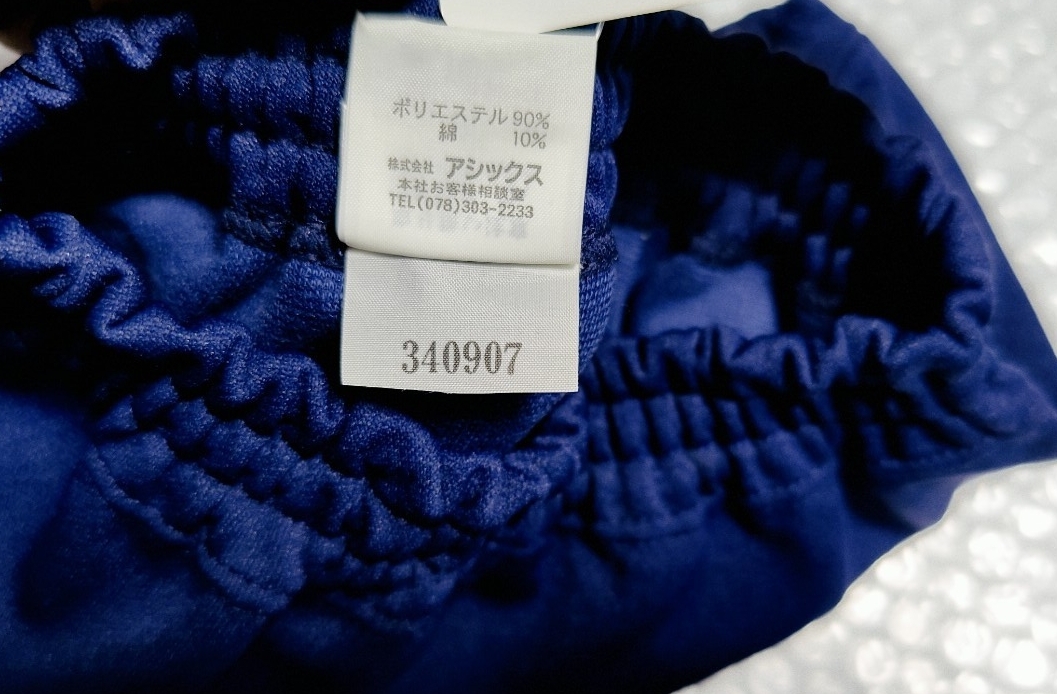 ポリエステル 90%
綿 10%
株式会社 アシックス
本社お客様相談室
TEL(078)303-2233
340907